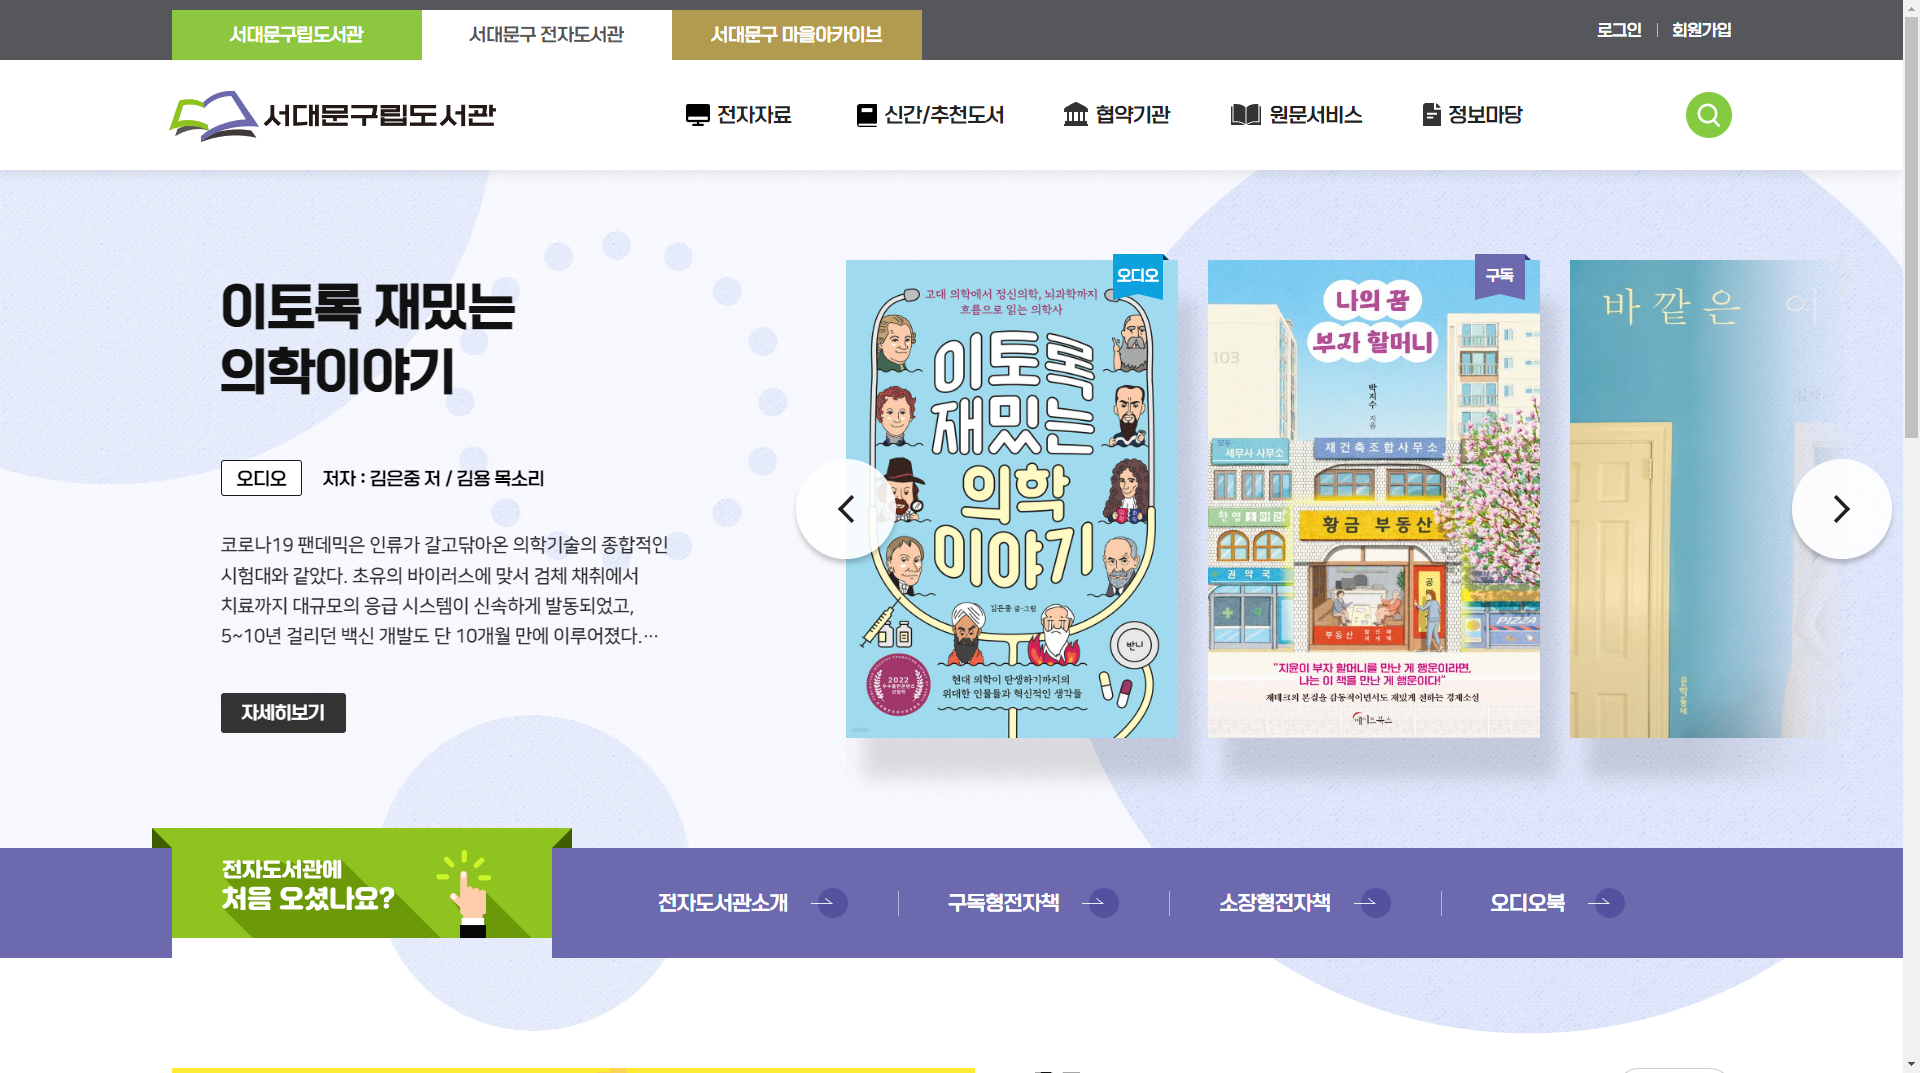 서대문구립도서관
서대문구 전자도서관
서대문구 마을아카이브
로그인
회원가입
서대문구립도서관
전자자료
신간/추천도서
협약기관
원문서비스
정보마당
이토록 재밌는
의학이야기
오디오
저자 : 김은중 저 / 김용 목소리
코로나19 팬데믹은 인류가 갈고닦아온 의학기술의 종합적인
시험대와 같았다. 초유의 바이러스에 맞서 검체 채취에서
치료까지 대규모의 응급 시스템이 신속하게 발동되었고,
5~10년 걸리던 백신 개발도 단 10개월 만에 이루어졌다.…
자세히보기
오디오
고대 의학에서 정신의학, 뇌과학까지
흐름으로 읽는 의학사
이토록
재밌는
의학
이야기
김은중 글·그림
반니
2022
현대 의학이 탄생하기까지의
위대한 인물들과 혁신적인 생각들
구독
나의 꿈
부자 할머니
박지수 지음
103
재건축조합사무소
세무사 사무소
황금 부동산
권약국
부동산
PIZZA
"지윤이 부자 할머니를 만난 게 행운이라면,
나는 이 책을 만난 게 행운이다!"
재테크의 본질을 감동적이면서도 재밌게 전하는 경제소설
메이트북스
바깥은 여
문학동네
전자도서관에
처음 오셨나요?
전자도서관소개
구독형전자책
소장형전자책
오디오북